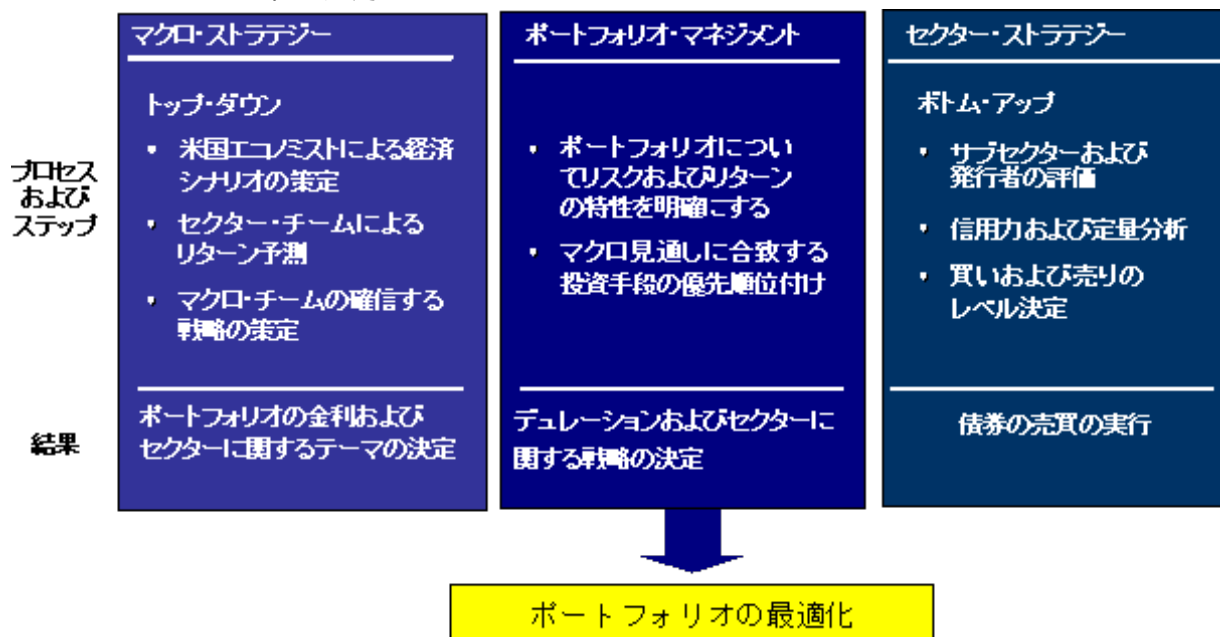 マクロ・ストラテジー
トップ・ダウン
• 米国エコノミストによる経済
シナリオの策定
• セクター・チームによる
リターン予測
• マクロ・チームの確信する
戦略の策定
ポートフォリオの金利および
セクターに関するテーマの決定
ポートフォリオ・マネジメント
• ポートフォリオについ
てリスクおよびリターン
の特性を明確にする
• マクロ見通しに合致する
投資手段の優先順位付け
デュレーションおよびセクターに
関する戦略の決定
セクター・ストラテジー
ボトム・アップ
• サブセクターおよび
発行者の評価
• 信用力および定量分析
• 買いおよび売りの
レベル決定
債券の売買の実行
プロセス
および
ステップ
結果
ポートフォリオの最適化